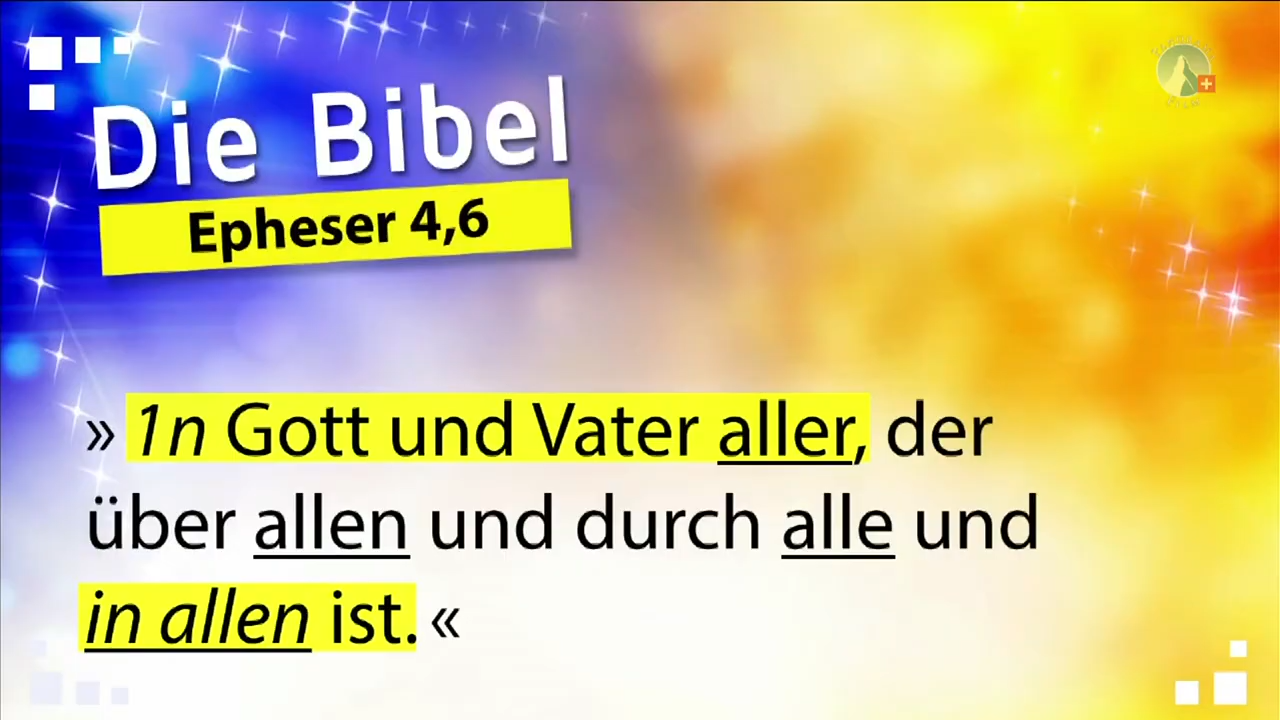 Die Bibel
Epheser 4,6
» 1n Gott und Vater aller, der
über allen und durch alle und
in allen ist. «